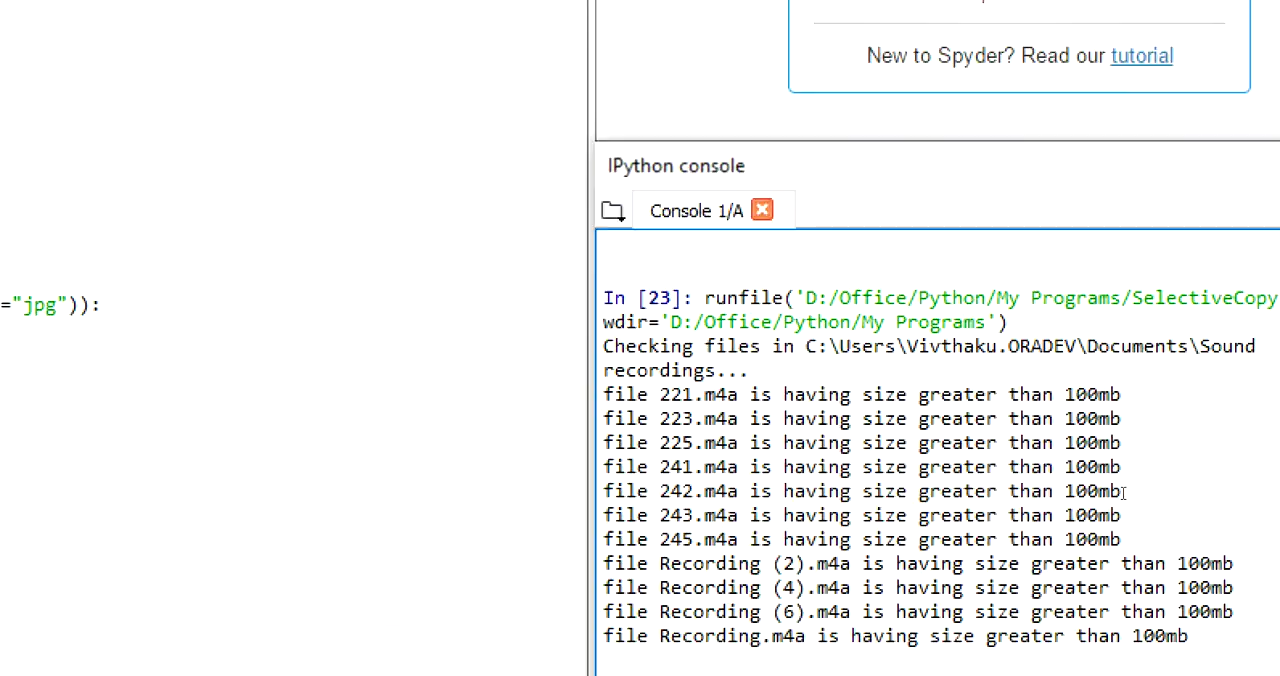 New to Spyder? Read our tutorial
IPython console
Console 1/A
="jpg")):
In [23]: runfile('D:/Office/Python/My Programs/SelectiveCopy
wdir='D:/Office/Python/My Programs')
Checking files in C:\Users\Vivthaku.ORADEV\Documents\Sound
recordings...
file 221.m4a is having size greater than 100mb
file 223.m4a is having size greater than 100mb
file 225.m4a is having size greater than 100mb
file 241.m4a is having size greater than 100mb
file 242.m4a is having size greater than 100mb
file 243.m4a is having size greater than 100mb
file 245.m4a is having size greater than 100mb
file Recording (2).m4a is having size greater than 100mb
file Recording (4).m4a is having size greater than 100mb
file Recording (6).m4a is having size greater than 100mb
file Recording.m4a is having size greater than 100mb